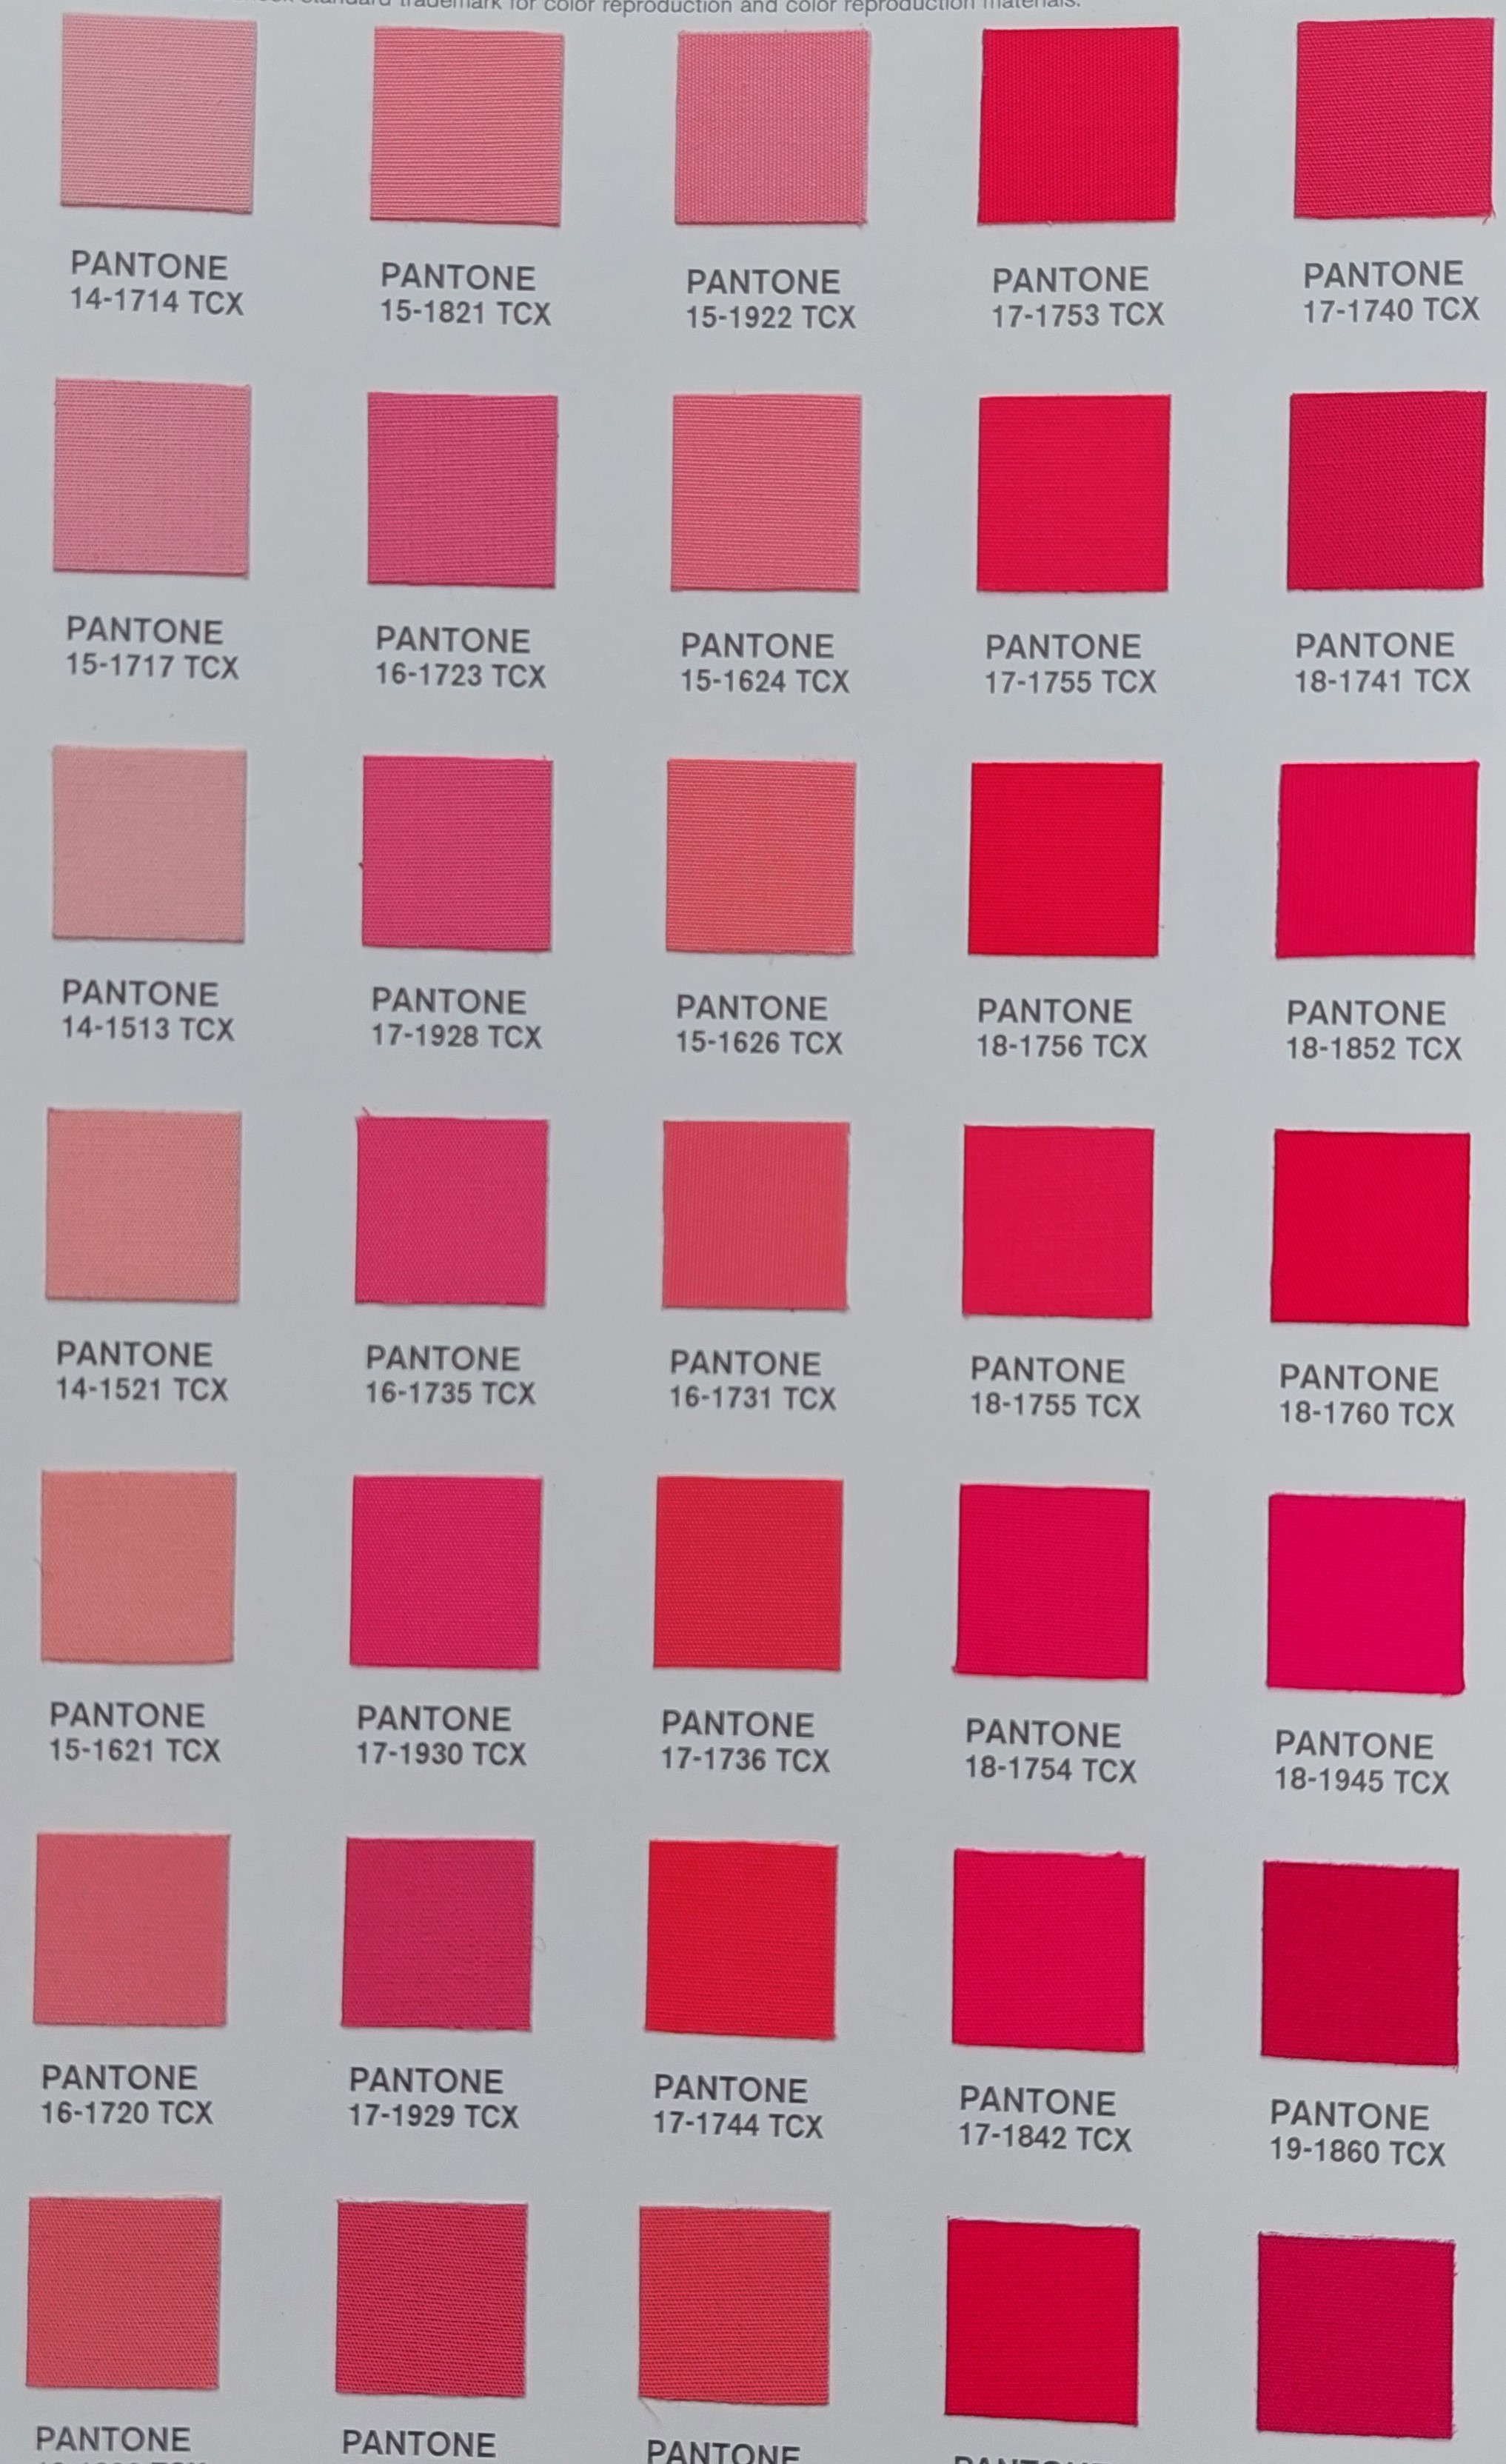 standard trademark for color reproduction and color reproduction materials.
PANTONE
14-1714 TCX
PANTONE
15-1821 TCX
PANTONE
15-1922 TCX
PANTONE
17-1753 TCX
PANTONE
17-1740 TCX
PANTONE
15-1717 TCX
PANTONE
16-1723 TCX
PANTONE
15-1624 TCX
PANTONE
17-1755 TCX
PANTONE
18-1741 TCX
PANTONE
14-1513 TCX
PANTONE
17-1928 TCX
PANTONE
15-1626 TCX
PANTONE
18-1756 TCX
PANTONE
18-1852 TCX
PANTONE
14-1521 TCX
PANTONE
16-1735 TCX
PANTONE
16-1731 TCX
PANTONE
18-1755 TCX
PANTONE
18-1760 TCX
PANTONE
15-1621 TCX
PANTONE
17-1930 TCX
PANTONE
17-1736 TCX
PANTONE
18-1754 TCX
PANTONE
18-1945 TCX
PANTONE
16-1720 TCX
PANTONE
17-1929 TCX
PANTONE
17-1744 TCX
PANTONE
17-1842 TCX
PANTONE
19-1860 TCX
PANTONE
PANTONE
PANTONE